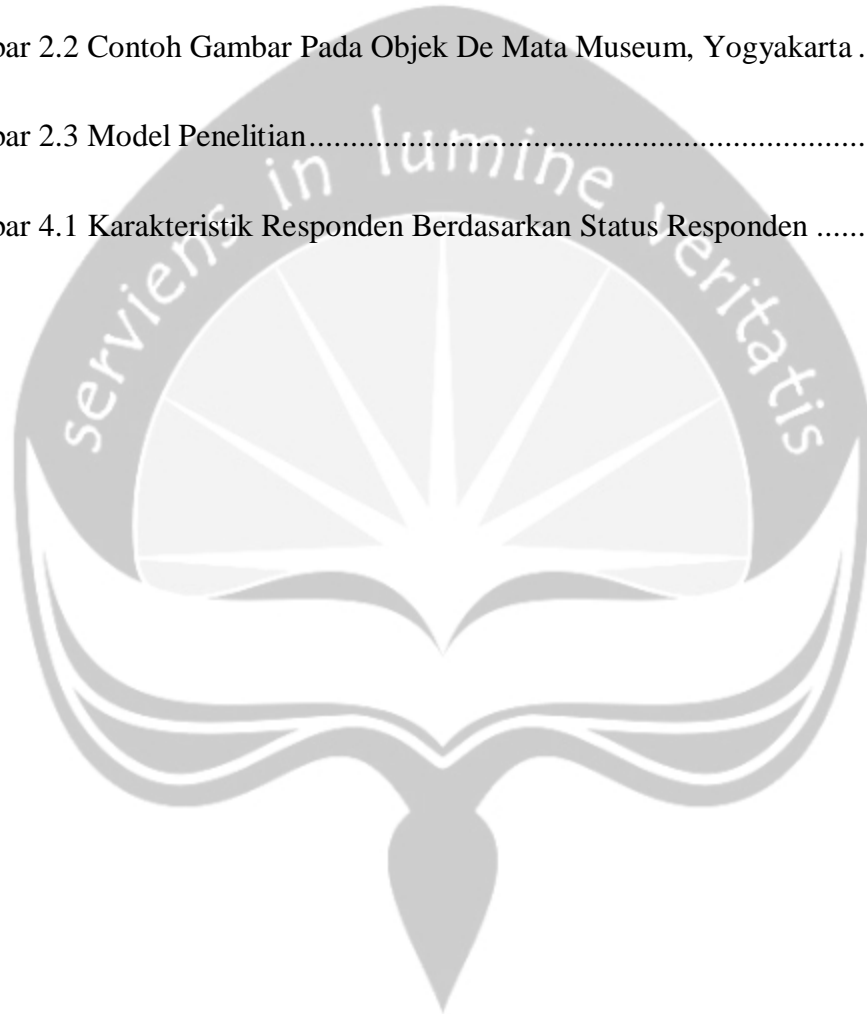 bar 2.2 Contoh Gambar Pada Objek De Mata Museum, Yogyakarta .
bar 2.3 Model Penelitian....................................................................
bar 4.1 Karakteristik Responden Berdasarkan Status Responden ......
serviens in lumine veritatis